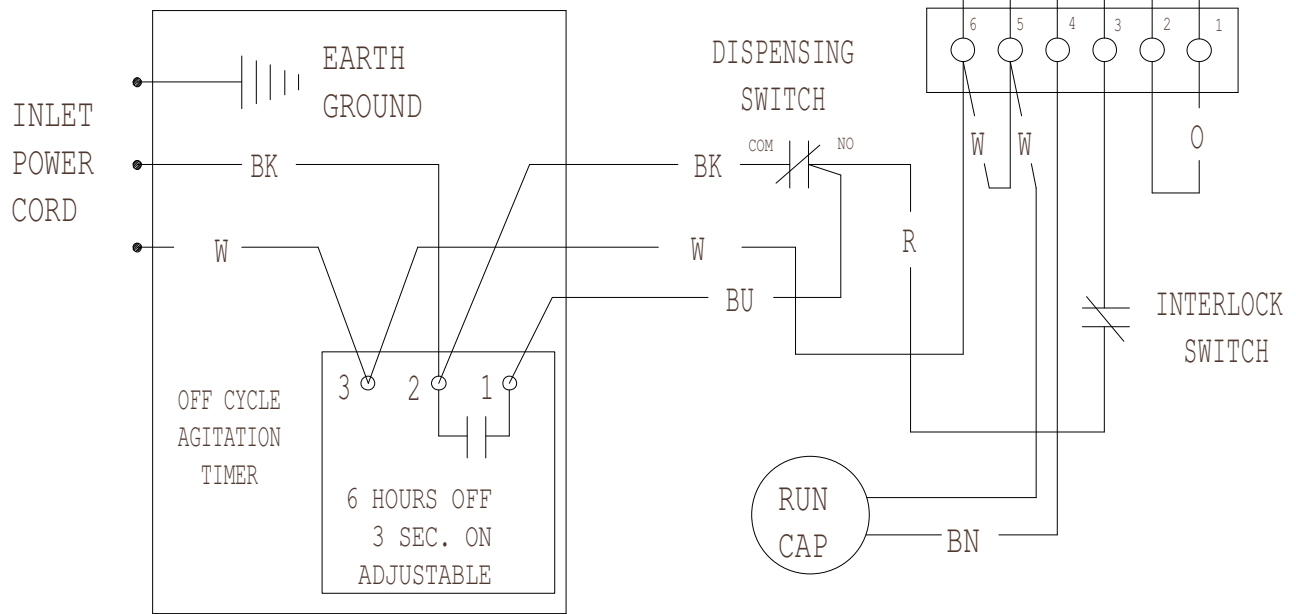 6 5 4 3 2 1
EARTH
GROUND
DISPENSING
SWITCH
INLET
POWER
CORD
COM NO
BK
BK
W W O
W
W
R
BU
INTERLOCK
SWITCH
3 2 1
OFF CYCLE
AGITATION
TIMER
6 HOURS OFF
3 SEC. ON
ADJUSTABLE
RUN
CAP
BN